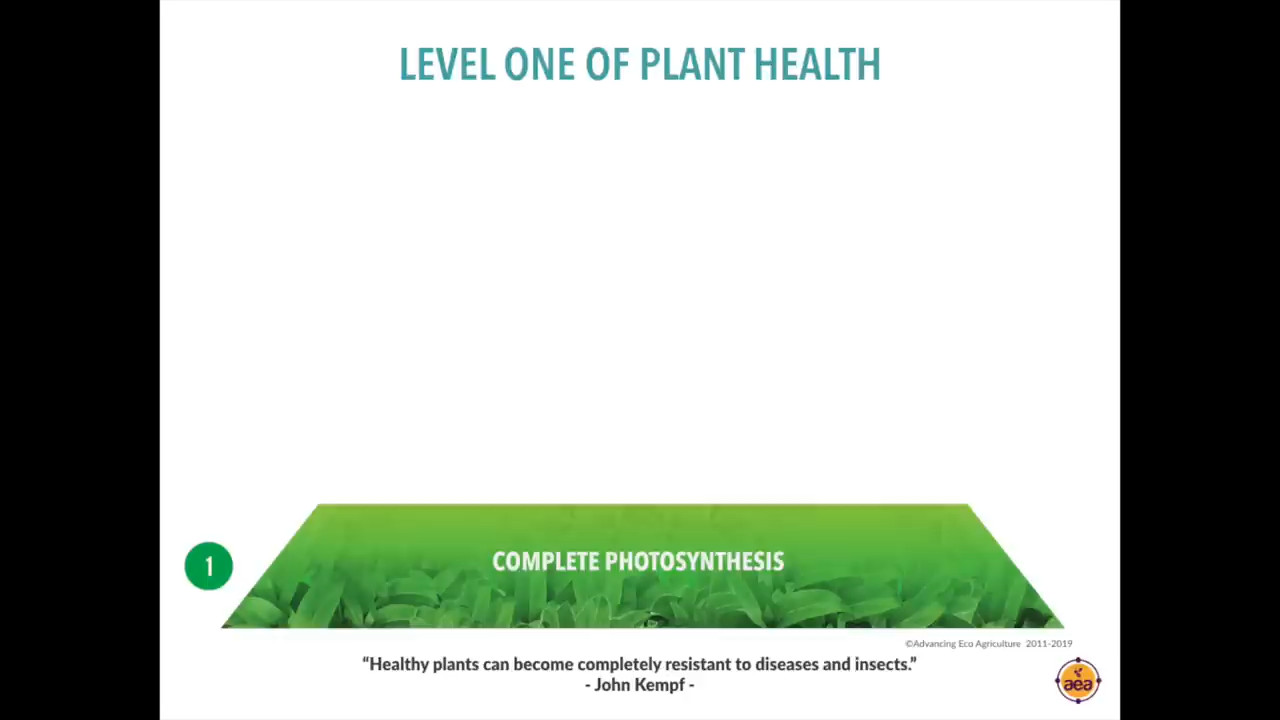 LEVEL ONE OF PLANT HEALTH
1
COMPLETE PHOTOSYNTHESIS
©Advancing Eco Agriculture 2011-2019
“Healthy plants can become completely resistant to diseases and insects.”
- John Kempf -
aea